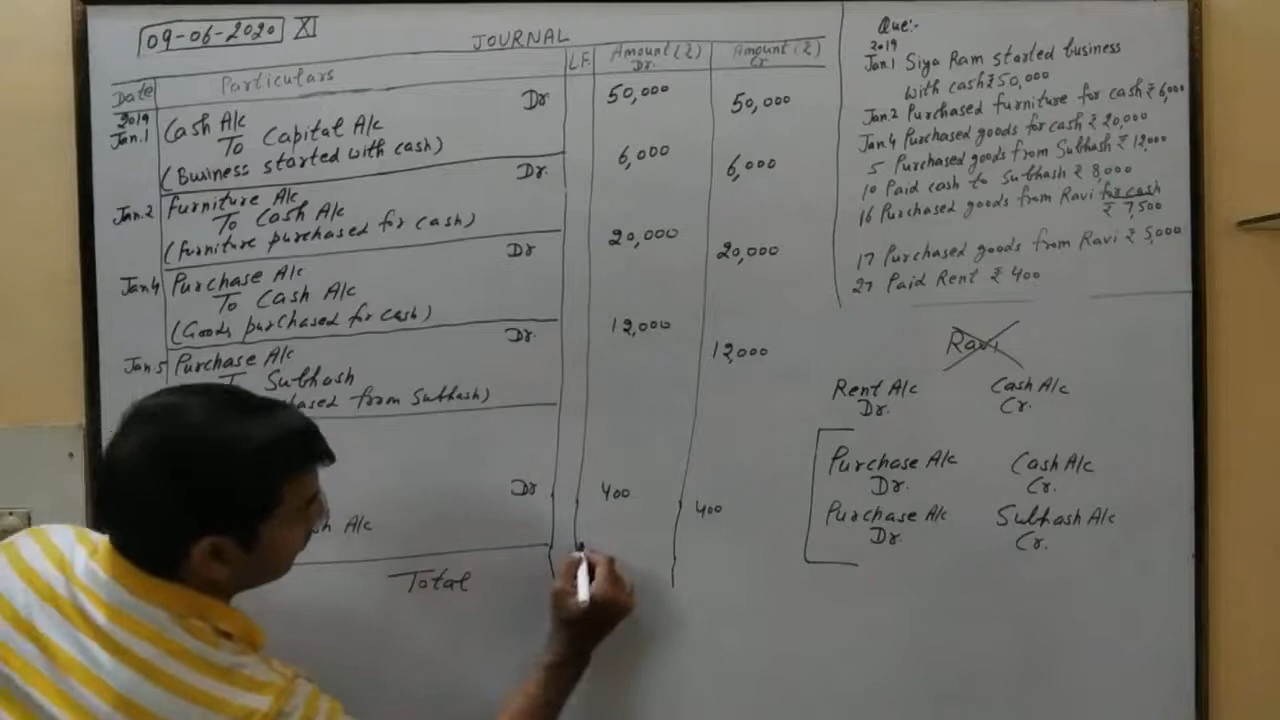 09-06-2020 XI
JOURNAL
Date Particulars L.F. Amount (₹) Dr. Amount (₹) Cr
2019
Jan.1 Cash A/c Dr 50,000
To Capital A/c 50,000
(Business started with cash)
Jan.2 Furniture A/c Dr. 6,000
To Cash A/c 6,000
(Furniture purchased for cash)
Jan4 Purchase A/c Dr 20,000
To Cash A/c 20,000
(Goods purchased for cash)
Jan5 Purchase A/c Dr. 12,000
To Subhash 12,000
from Subhash)
Dr 400
A/c 400
Total
Que:-
2019
Jan.1 Siya Ram started business
with cash ₹50,000
Jan.2 Purchased furniture for cash ₹6,000
Jan.4 Purchased goods for cash ₹ 20,000
5 Purchased goods from Subhash ₹ 12,000
10 Paid cash to Subhash ₹ 8,000
16 Purchased goods from Ravi for cash
₹ 7,500
17 Purchased goods from Ravi ₹ 5,000
27 Paid Rent ₹ 400
Ravi
Rent A/c Cash A/c
Dr. Cr.
Purchase A/c Cash A/c
Dr. Cr.
Purchase A/c Subhash A/c
Dr. Cr.